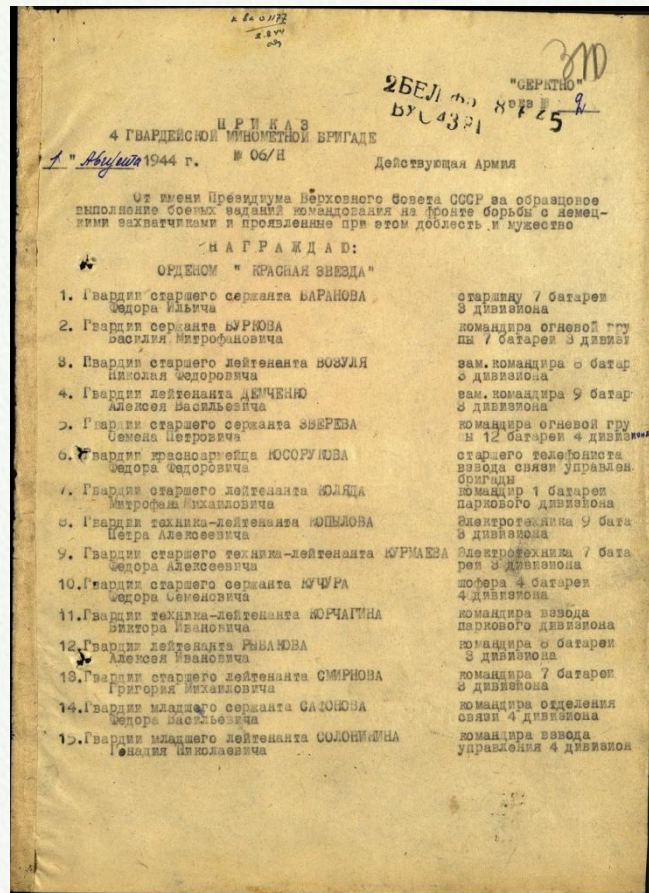 "СЕРКТНО"
2
ПРИКАЗ
4 ГВАРДЕЙСКОЙ МИНОМЕТНОЙ БРИГАДЕ
1 " Августа 1944 г. № 06/Н Действующая Армия
От имени Президиума Верховного Совета СССР за образцовое
выполнение боевых заданий командования на фронте борьбы с немец-
кими захватчиками и проявленные при этом доблесть и мужество
НАГРАЖДАЮ:
ОРДЕНОМ " КРАСНАЯ ЗВЕЗДА"
1. Гвардии старшего сержанта БАРАНОВА старшину 7 батареи
Федора Ильича 3 дивизиона
2. Гвардии сержанта БУРКОВА командира огневой гру
Василия Митрофановича пы 7 батареи 3 дивизи
3. Гвардии старшего лейтенанта ВОЗУЛЯ зам.командира 8 батар
Николая Федоровича 3 дивизиона
4. Гвардии лейтенанта ДЕМЧЕННО зам.командира 9 батар
Алексея Васильевича 3 дивизиона
5. Гвардии старшего сержанта ЗВЕРЕВА командира огневой гру
Семена Петровича пы 12 батареи 4 дивизиона
6. Гвардии красноармейца КОСОРУКОВА старшего телефониста
Федора Федоровича взвода связи управлен
бригады
7. Гвардии старшего лейтенанта КОЛЯДА командир 1 батареи
Митрофана Михаиловича паркового дивизиона
8. Гвардии техника-лейтенанта КОПЫЛОВА Электротехника 9 бата
Петра Алексеевича 3 дивизиона
9. Гвардии старшего техника-лейтенанта КУРМАЕВА Электротехника 7 бата
Федора Алексеевича реи 3 дивизиона
10. Гвардии старшего сержанта КУЧУРА шофера 4 батареи
Федора Семеновича 4 дивизиона
11. Гвардии техника-лейтенанта КОРЧАГИНА командира взвода
Виктора Ивановича паркового дивизиона
12. Гвардии лейтенанта РЫБАКОВА командира 8 батареи
Алексея Ивановича 3 дивизиона
13. Гвардии старшего лейтенанта СМИРНОВА командира 7 батареи
Григория Михаиловича 3 дивизиона
14. Гвардии младшего сержанта САФОНОВА командира отделения
Федора Васильевича связи 4 дивизиона
15. Гвардии младшего лейтенанта СОЛОНИНИНА командира взвода
Генадия Николаевича управления 4 дивизион